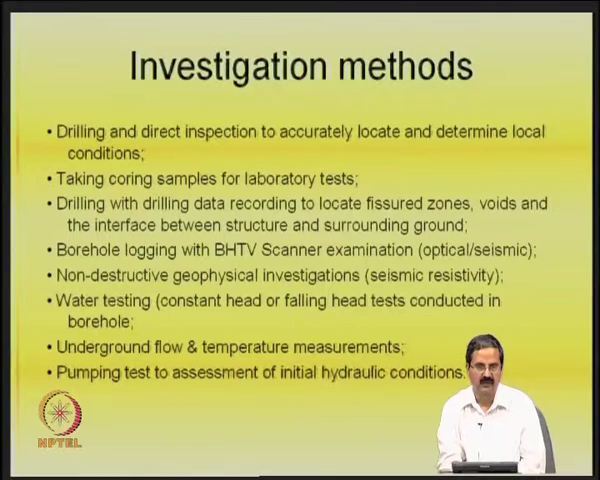 Investigation methods
• Drilling and direct inspection to accurately locate and determine local
conditions;
• Taking coring samples for laboratory tests;
• Drilling with drilling data recording to locate fissured zones, voids and
the interface between structure and surrounding ground;
• Borehole logging with BHTV Scanner examination (optical/seismic);
• Non-destructive geophysical investigations (seismic resistivity);
• Water testing (constant head or falling head tests conducted in
borehole;
• Underground flow & temperature measurements;
• Pumping test to assessment of initial hydraulic conditions.
NPTEL